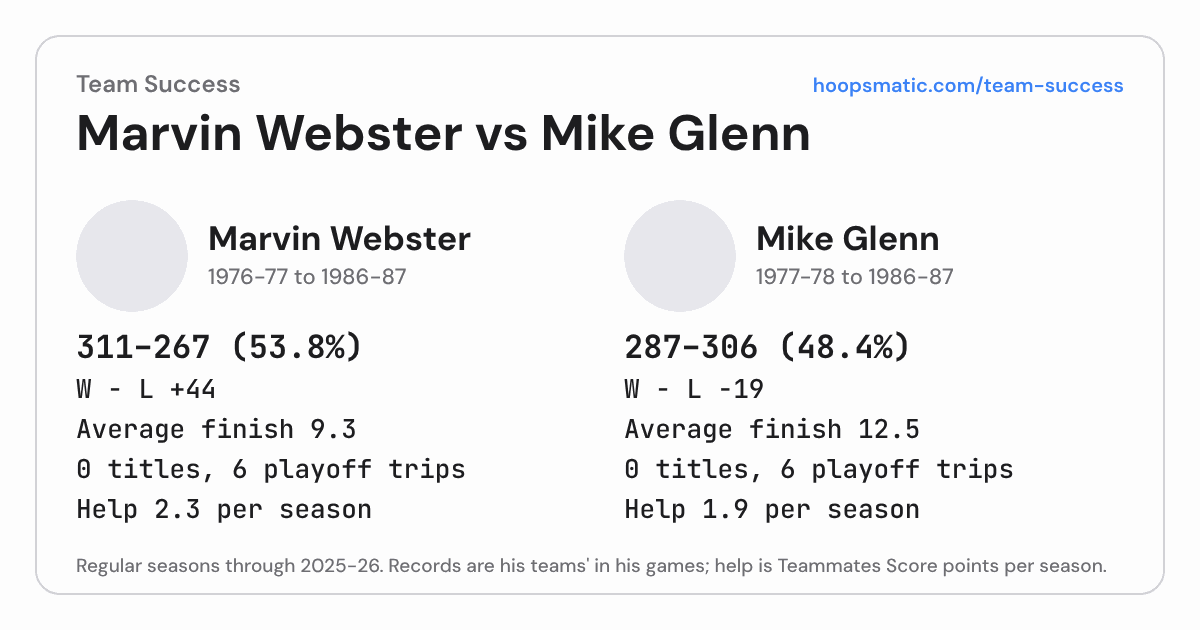 Team Success
hoopsmatic.com/team-success
Marvin Webster vs Mike Glenn
Marvin Webster
1976-77 to 1986-87
311-267 (53.8%)
W - L +44
Average finish 9.3
0 titles, 6 playoff trips
Help 2.3 per season
Mike Glenn
1977-78 to 1986-87
287-306 (48.4%)
W - L -19
Average finish 12.5
0 titles, 6 playoff trips
Help 1.9 per season
Regular seasons through 2025-26. Records are his teams' in his games; help is Teammates Score points per season.